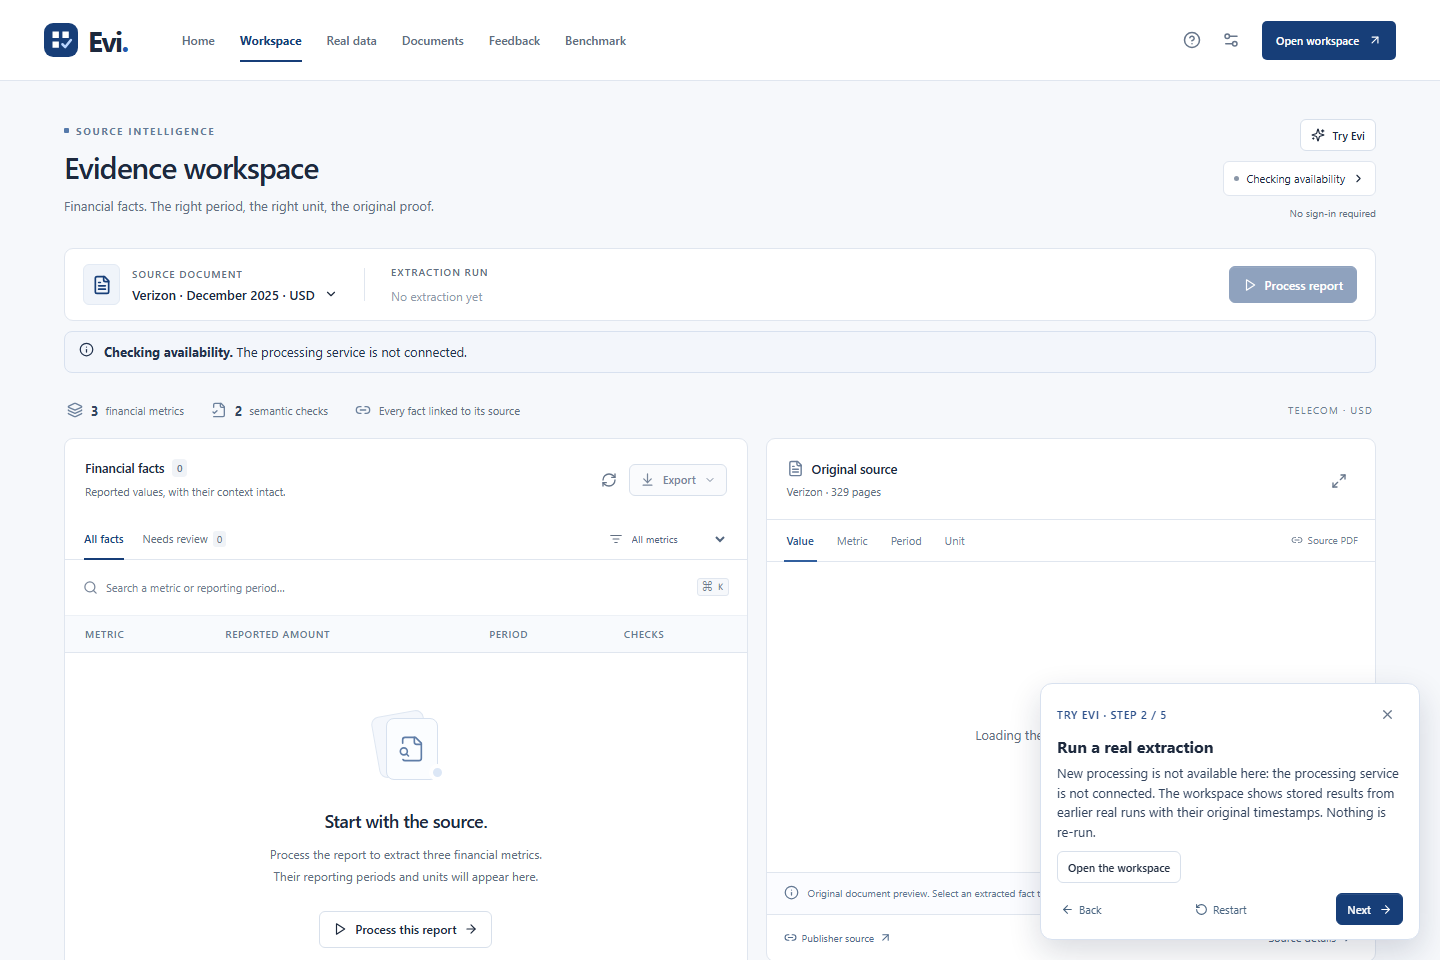 Evi.
Home
Workspace
Real data
Documents
Feedback
Benchmark
Open workspace
SOURCE INTELLIGENCE
Evidence workspace
Financial facts. The right period, the right unit, the original proof.
Try Evi
Checking availability
No sign-in required
SOURCE DOCUMENT
Verizon · December 2025 · USD
EXTRACTION RUN
No extraction yet
Process report
Checking availability. The processing service is not connected.
3 financial metrics
2 semantic checks
Every fact linked to its source
TELECOM · USD
Financial facts 0
Reported values, with their context intact.
Export
All facts
Needs review 0
All metrics
Search a metric or reporting period...
⌘ K
METRIC
REPORTED AMOUNT
PERIOD
CHECKS
Start with the source.
Process the report to extract three financial metrics.
Their reporting periods and units will appear here.
Process this report
Original source
Verizon · 329 pages
Value
Metric
Period
Unit
Source PDF
Loading the
Original document preview. Select an extracted fact
Publisher source
TRY EVI · STEP 2 / 5
Run a real extraction
New processing is not available here: the processing service
is not connected. The workspace shows stored results from
earlier real runs with their original timestamps. Nothing is
re-run.
Open the workspace
Back
Restart
Next